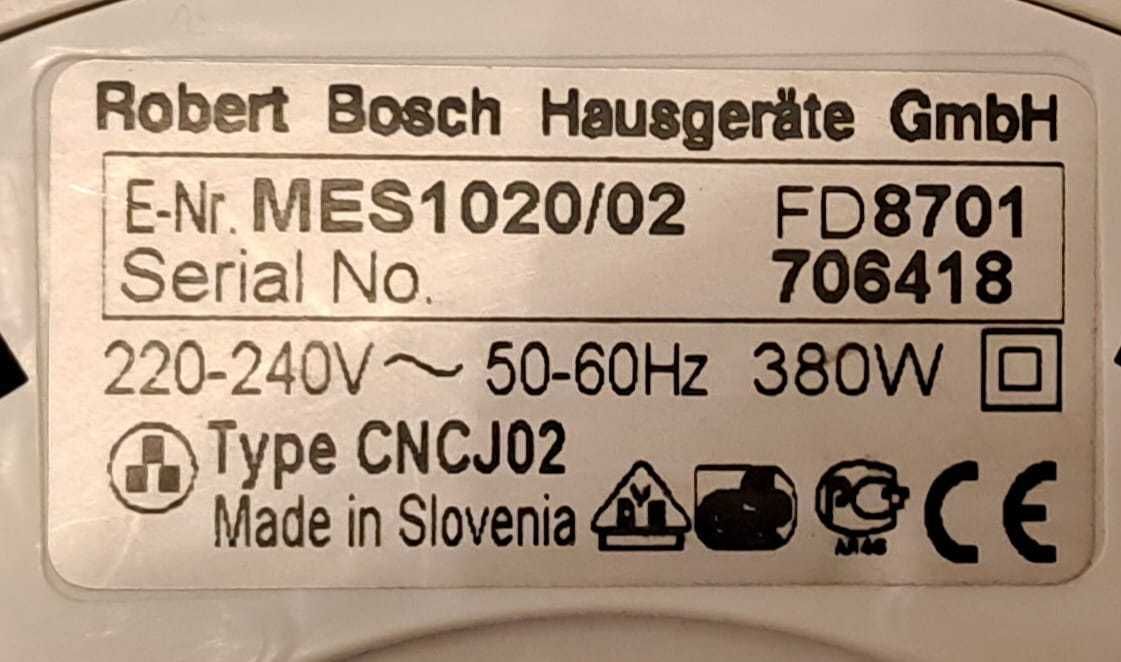 Robert Bosch Hausgeräte GmbH
E-Nr. MES1020/02 FD8701
Serial No. 706418
220-240V~ 50-60Hz 380W
Type CNCJ02
Made in Slovenia
CE